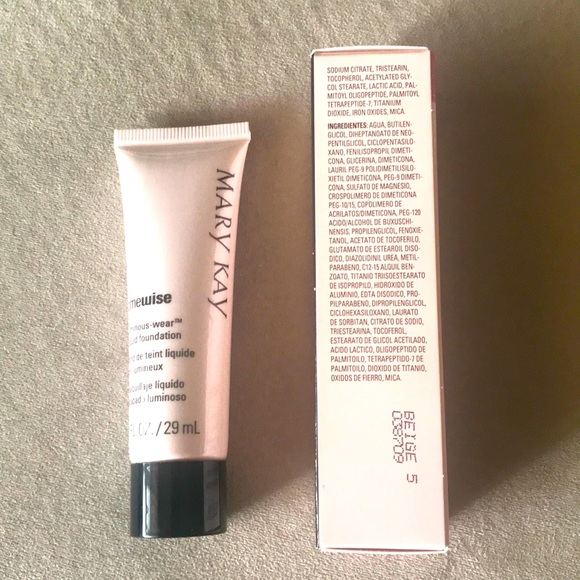 MARY KAY
mewise
nous-wear™
uid foundation
d de teint liquide
umineux
quillage líquido
luminoso
OZ./29 mL
SODIUM CITRATE, TRISTEARIN,
TOCOPHEROL, ACETYLATED GLY-
COL STEARATE, LACTIC ACID, PAL-
MITOYL OLIGOPEPTIDE, PALMITOYL
TETRAPEPTIDE-7, TITANIUM
DIOXIDE, IRON OXIDES, MICA.
INGREDIENTES: AGUA, BUTILEN-
GLICOL, DIHEPTANOATO DE NEO-
PENTILGLICOL, CICLOPENTASILO-
XANO, FENILISOPROPIL DIMETI-
CONA, GLICERINA, DIMETICONA,
LAURIL PEG-9 POLIDIMETILSILO-
XIETIL DIMETICONA, PEG-9 DIMETI-
CONA, SULFATO DE MAGNESIO,
CROSPOLIMERO DE DIMETICONA
PEG-10/15, COPOLIMERO DE
ACRILATOS/DIMETICONA, PEG-120
ACIDO/ALCOHOL DE BUXUSCHI-
NENSIS, PROPILENGLICOL, FENOXIE-
TANOL, ACETATO DE TOCOFERILO,
GLUTAMATO DE ESTEAROIL DISO-
DICO, DIAZOLIDINIL UREA, METIL-
PARABENO, C12-15 ALQUIL BEN-
ZOATO, TITANIO TRIISOESTEARATO
DE ISOPROPILO, HIDROXIDO DE
ALUMINIO, EDTA DISODICO, PRO-
PILPARABENO, DIPROPILENGLICOL,
CICLOHEXASILOXANO, LAURATO
DE SORBITAN, CITRATO DE SODIO,
TRIESTEARINA, TOCOFEROL,
ESTEARATO DE GLICOL ACETILADO,
ACIDO LACTICO, OLIGOPEPTIDO DE
PALMITOILO, TETRAPEPTIDO-7 DE
PALMITOILO, DIOXIDO DE TITANIO,
OXIDOS DE FIERRO, MICA.
BEIGE 5
038709